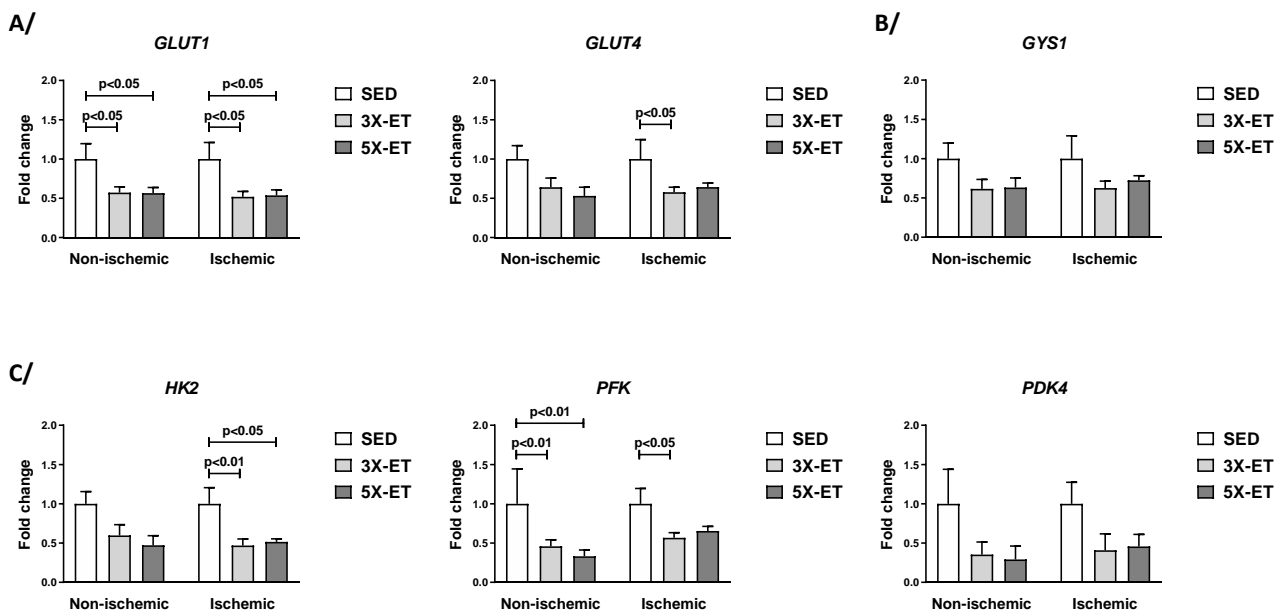 A/
GLUT1
2.0
1.5
1.0
0.5
0.0
Fold change
p<0.05
p<0.05
p<0.05
p<0.05
Non-ischemic
Ischemic
SED
3X-ET
5X-ET
GLUT4
2.0
1.5
1.0
0.5
0.0
Fold change
p<0.05
Non-ischemic
Ischemic
SED
3X-ET
5X-ET
B/
GYS1
2.0
1.5
1.0
0.5
0.0
Fold change
Non-ischemic
Ischemic
SED
3X-ET
5X-ET
C/
HK2
2.0
1.5
1.0
0.5
0.0
Fold change
p<0.05
p<0.01
Non-ischemic
Ischemic
SED
3X-ET
5X-ET
PFK
2.0
1.5
1.0
0.5
0.0
Fold change
p<0.01
p<0.01
p<0.05
Non-ischemic
Ischemic
SED
3X-ET
5X-ET
PDK4
2.0
1.5
1.0
0.5
0.0
Fold change
Non-ischemic
Ischemic
SED
3X-ET
5X-ET